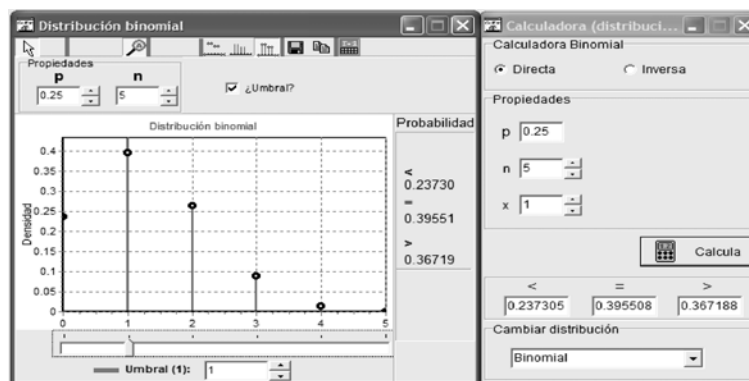 Distribución binomial
Propiedades
p n
0.25 5
¿Umbral?
Distribución binomial
Densidad
0.4
0.35
0.3
0.25
0.2
0.15
0.1
0.05
0
0 1 2 3 4 5
Umbral (1): 1
Probabilidad
<
0.23730
=
0.39551
>
0.36719
Calculadora (distribuci...
Calculadora Binomial
Directa Inversa
Propiedades
p 0.25
n 5
x 1
Calcula
< = >
0.237305 0.395508 0.367188
Cambiar distribución
Binomial